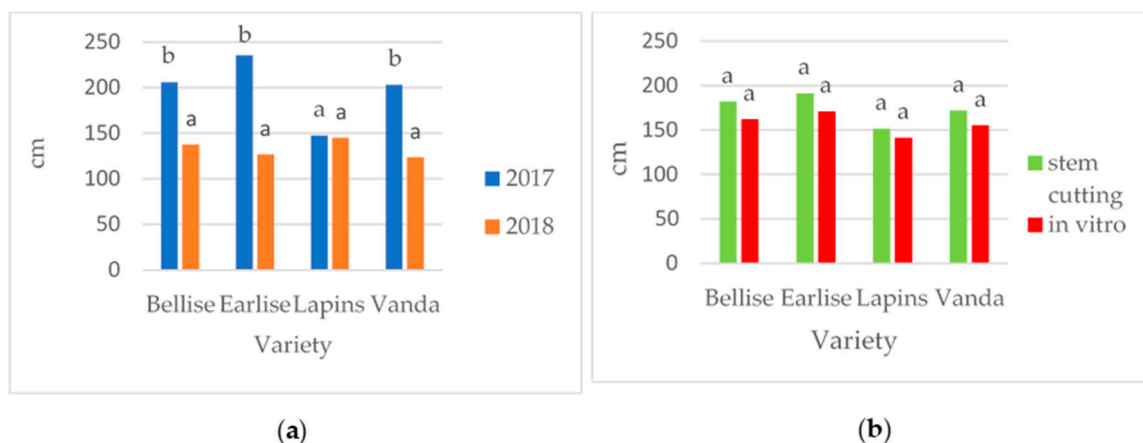 250
200
150
100
50
0
cm
b
a
b
a
a
a
b
a
Bellise Earlise Lapins Vanda
Variety
2017
2018
(a)
250
200
150
100
50
0
cm
a
a
a
a
a
a
a
a
Bellise Earlise Lapins Vanda
Variety
stem
cutting
in vitro
(b)